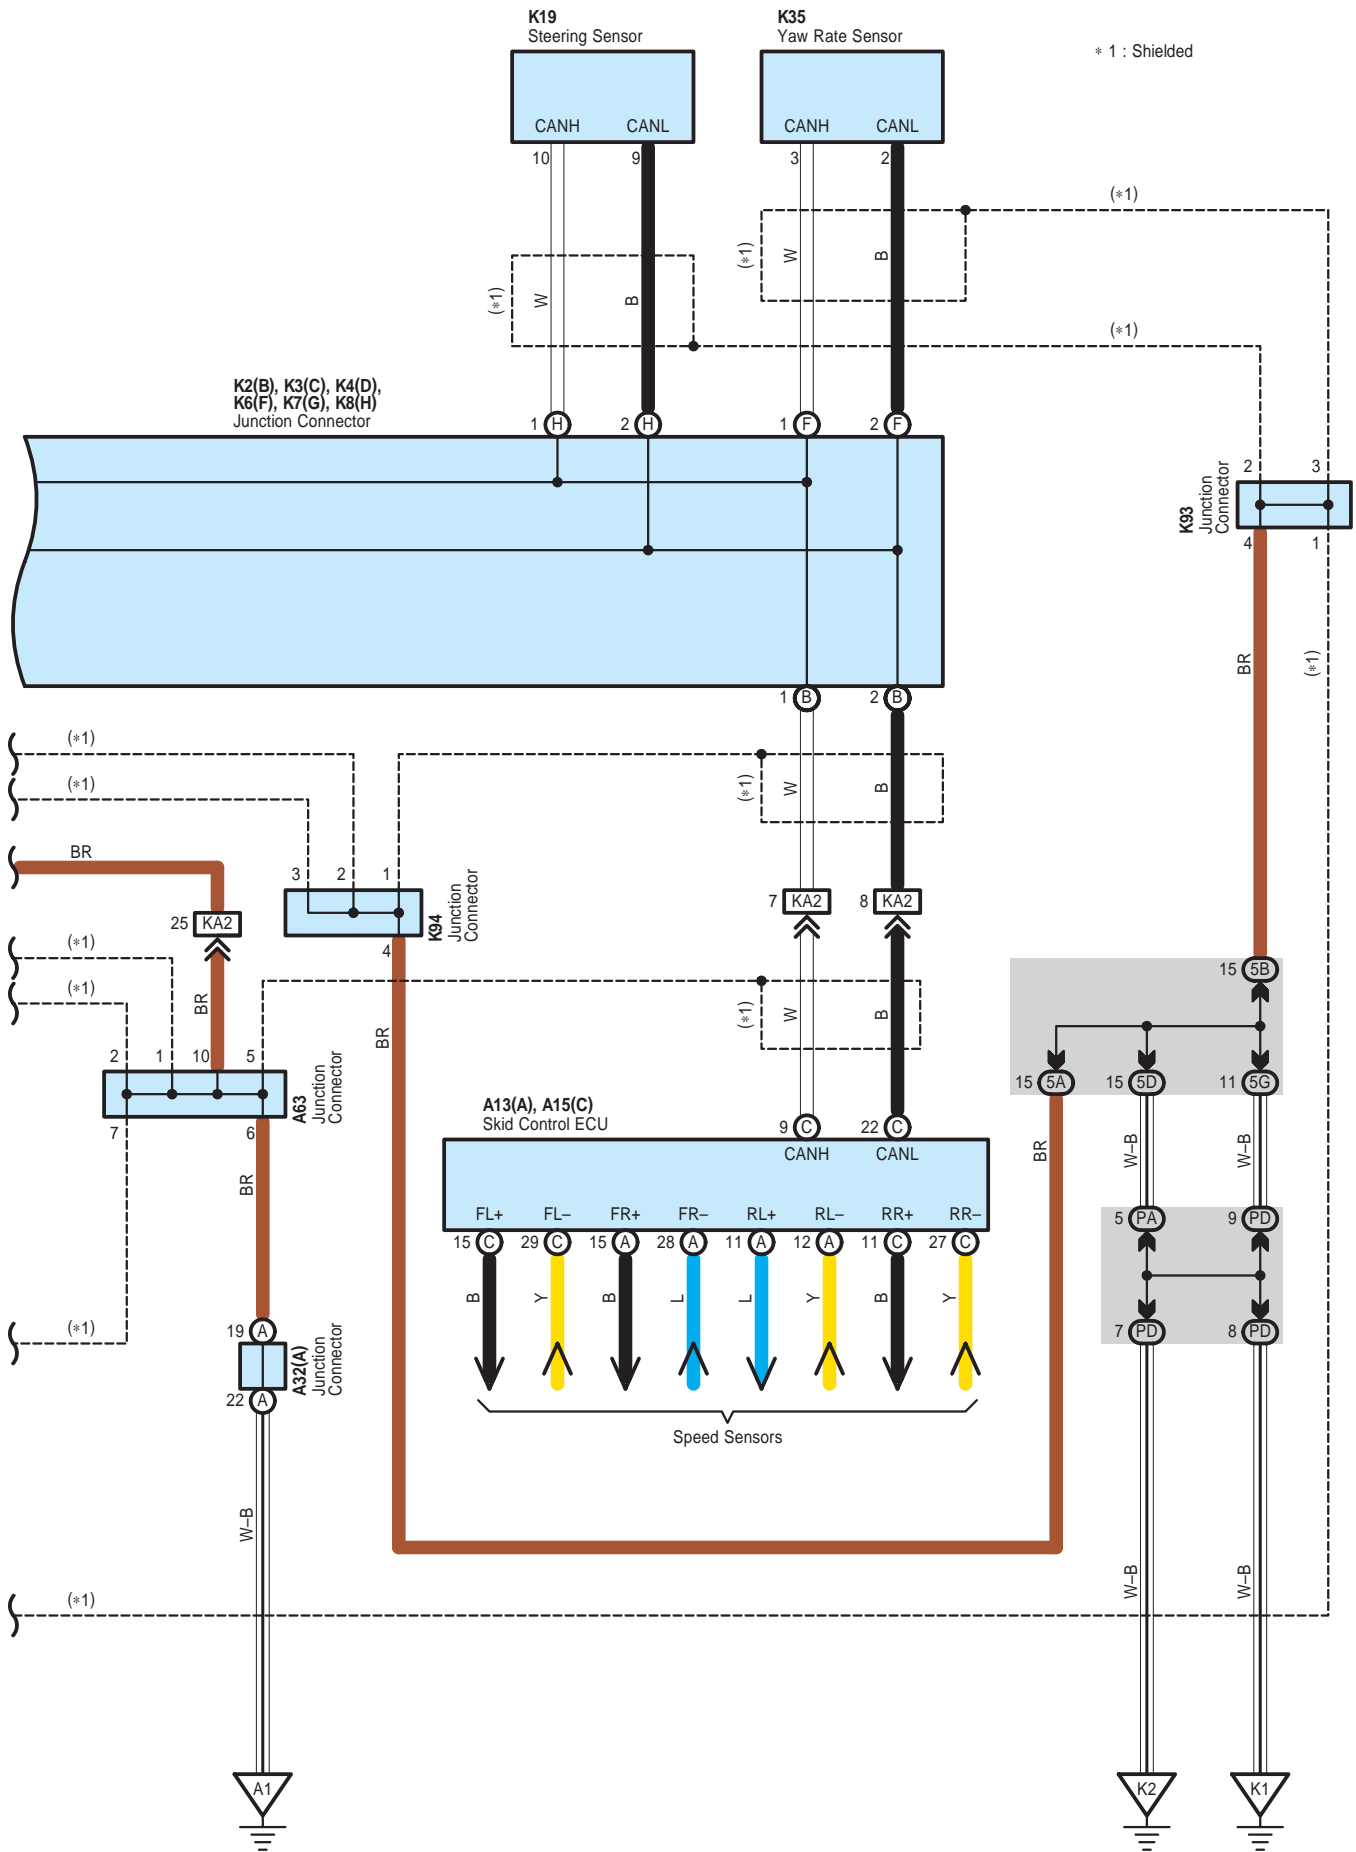 K19
Steering Sensor
K35
Yaw Rate Sensor
* 1 : Shielded
CANH CANL
CANH CANL
10 9
3 2
(*1)
(*1) W B
(*1) W B
(*1)
K2(B), K3(C), K4(D),
K6(F), K7(G), K8(H)
Junction Connector
1 H 2 H 1 F 2 F
2 3
K93
Junction
Connector
4 1
BR
(*1)
1 B 2 B
(*1)
(*1)
(*1) W B
BR
3 2 1
K94
Junction
Connector
4
25 KA2
7 KA2 8 KA2
(*1)
(*1)
BR
BR
(*1) W B
15 5B
15 5A 15 5D 11 5G
2 1 10 5
A63
Junction
Connector
7 6
A13(A), A15(C)
Skid Control ECU
9 C 22 C
CANH CANL
BR
BR W–B W–B
FL+ FL– FR+ FR– RL+ RL– RR+ RR–
15 C 29 C 15 A 28 A 11 A 12 A 11 C 27 C
5 PA 9 PD
B Y B L L Y B Y
(*1)
19 A
7 PD 8 PD
A32(A)
Junction
Connector
22 A
Speed Sensors
W–B
W–B W–B
(*1)
A1
K2 K1